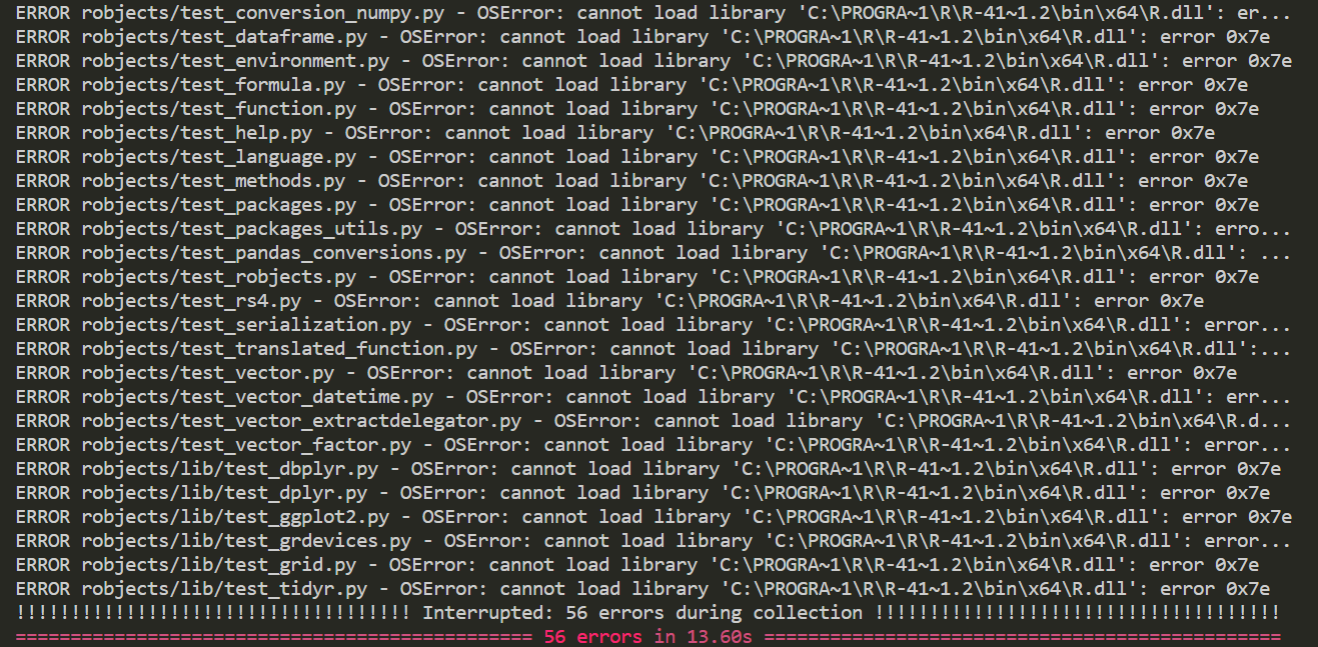 ERROR robjects/test_conversion_numpy.py - OSError: cannot load library 'C:\PROGRA~1\R\R-41~1.2\bin\x64\R.dll': er...
ERROR robjects/test_dataframe.py - OSError: cannot load library 'C:\PROGRA~1\R\R-41~1.2\bin\x64\R.dll': error 0x7e
ERROR robjects/test_environment.py - OSError: cannot load library 'C:\PROGRA~1\R\R-41~1.2\bin\x64\R.dll': error 0x7e
ERROR robjects/test_formula.py - OSError: cannot load library 'C:\PROGRA~1\R\R-41~1.2\bin\x64\R.dll': error 0x7e
ERROR robjects/test_function.py - OSError: cannot load library 'C:\PROGRA~1\R\R-41~1.2\bin\x64\R.dll': error 0x7e
ERROR robjects/test_help.py - OSError: cannot load library 'C:\PROGRA~1\R\R-41~1.2\bin\x64\R.dll': error 0x7e
ERROR robjects/test_language.py - OSError: cannot load library 'C:\PROGRA~1\R\R-41~1.2\bin\x64\R.dll': error 0x7e
ERROR robjects/test_methods.py - OSError: cannot load library 'C:\PROGRA~1\R\R-41~1.2\bin\x64\R.dll': error 0x7e
ERROR robjects/test_packages.py - OSError: cannot load library 'C:\PROGRA~1\R\R-41~1.2\bin\x64\R.dll': error 0x7e
ERROR robjects/test_packages_utils.py - OSError: cannot load library 'C:\PROGRA~1\R\R-41~1.2\bin\x64\R.dll': erro...
ERROR robjects/test_pandas_conversions.py - OSError: cannot load library 'C:\PROGRA~1\R\R-41~1.2\bin\x64\R.dll': ...
ERROR robjects/test_robjects.py - OSError: cannot load library 'C:\PROGRA~1\R\R-41~1.2\bin\x64\R.dll': error 0x7e
ERROR robjects/test_rs4.py - OSError: cannot load library 'C:\PROGRA~1\R\R-41~1.2\bin\x64\R.dll': error 0x7e
ERROR robjects/test_serialization.py - OSError: cannot load library 'C:\PROGRA~1\R\R-41~1.2\bin\x64\R.dll': error...
ERROR robjects/test_translated_function.py - OSError: cannot load library 'C:\PROGRA~1\R\R-41~1.2\bin\x64\R.dll':...
ERROR robjects/test_vector.py - OSError: cannot load library 'C:\PROGRA~1\R\R-41~1.2\bin\x64\R.dll': error 0x7e
ERROR robjects/test_vector_datetime.py - OSError: cannot load library 'C:\PROGRA~1\R\R-41~1.2\bin\x64\R.dll': err...
ERROR robjects/test_vector_extractdelegator.py - OSError: cannot load library 'C:\PROGRA~1\R\R-41~1.2\bin\x64\R.d...
ERROR robjects/test_vector_factor.py - OSError: cannot load library 'C:\PROGRA~1\R\R-41~1.2\bin\x64\R.dll': error...
ERROR robjects/lib/test_dbplyr.py - OSError: cannot load library 'C:\PROGRA~1\R\R-41~1.2\bin\x64\R.dll': error 0x7e
ERROR robjects/lib/test_dplyr.py - OSError: cannot load library 'C:\PROGRA~1\R\R-41~1.2\bin\x64\R.dll': error 0x7e
ERROR robjects/lib/test_ggplot2.py - OSError: cannot load library 'C:\PROGRA~1\R\R-41~1.2\bin\x64\R.dll': error 0x7e
ERROR robjects/lib/test_grdevices.py - OSError: cannot load library 'C:\PROGRA~1\R\R-41~1.2\bin\x64\R.dll': error...
ERROR robjects/lib/test_grid.py - OSError: cannot load library 'C:\PROGRA~1\R\R-41~1.2\bin\x64\R.dll': error 0x7e
ERROR robjects/lib/test_tidyr.py - OSError: cannot load library 'C:\PROGRA~1\R\R-41~1.2\bin\x64\R.dll': error 0x7e
!!!!!!!!!!!!!!!!!!!!!!!!!!!!!!!!!!!! Interrupted: 56 errors during collection !!!!!!!!!!!!!!!!!!!!!!!!!!!!!!!!!!!!!
=============================================== 56 errors in 13.60s ===============================================